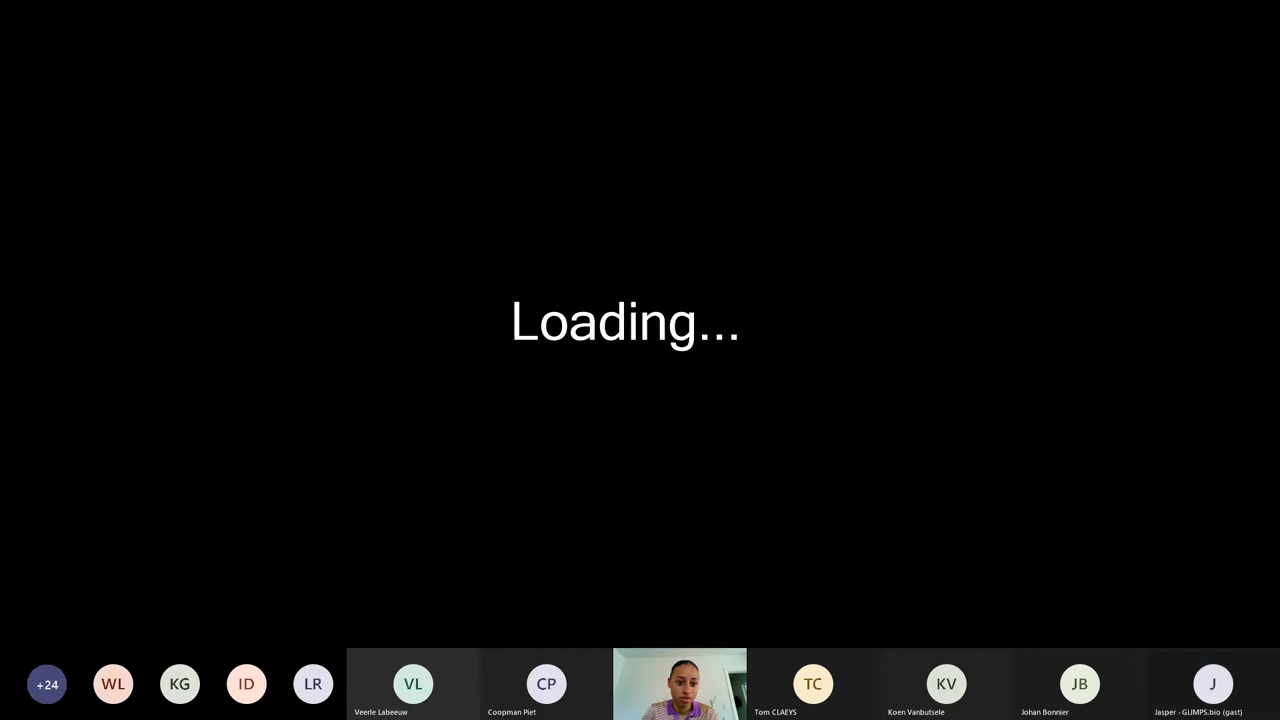 Loading...
+24
WL
KG
ID
LR
VL
Veerle Labeeuw
CP
Coopman Piet
TC
Tom CLAEYS
KV
Koen Vanbutsele
JB
Johan Bonnier
J
Jasper - GLIMPS.bio (gast)